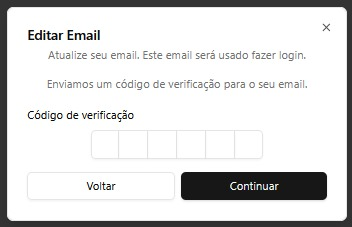 Editar Email
Atualize seu email. Este email será usado fazer login.
Enviamos um código de verificação para o seu email.
Código de verificação
Voltar
Continuar